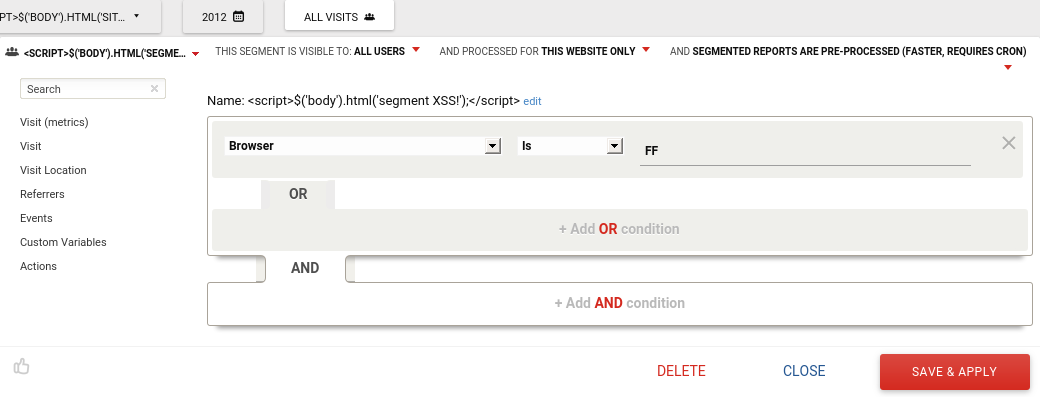 PT>$('BODY').HTML('SIT...
2012
ALL VISITS
<SCRIPT>$('BODY').HTML('SEGME...
THIS SEGMENT IS VISIBLE TO: ALL USERS
AND PROCESSED FOR THIS WEBSITE ONLY
AND SEGMENTED REPORTS ARE PRE-PROCESSED (FASTER, REQUIRES CRON)
Search
Visit (metrics)
Visit
Visit Location
Referrers
Events
Custom Variables
Actions
Name: <script>$('body').html('segment XSS!');</script> edit
Browser
Is
FF
OR
+ Add OR condition
AND
+ Add AND condition
DELETE
CLOSE
SAVE & APPLY